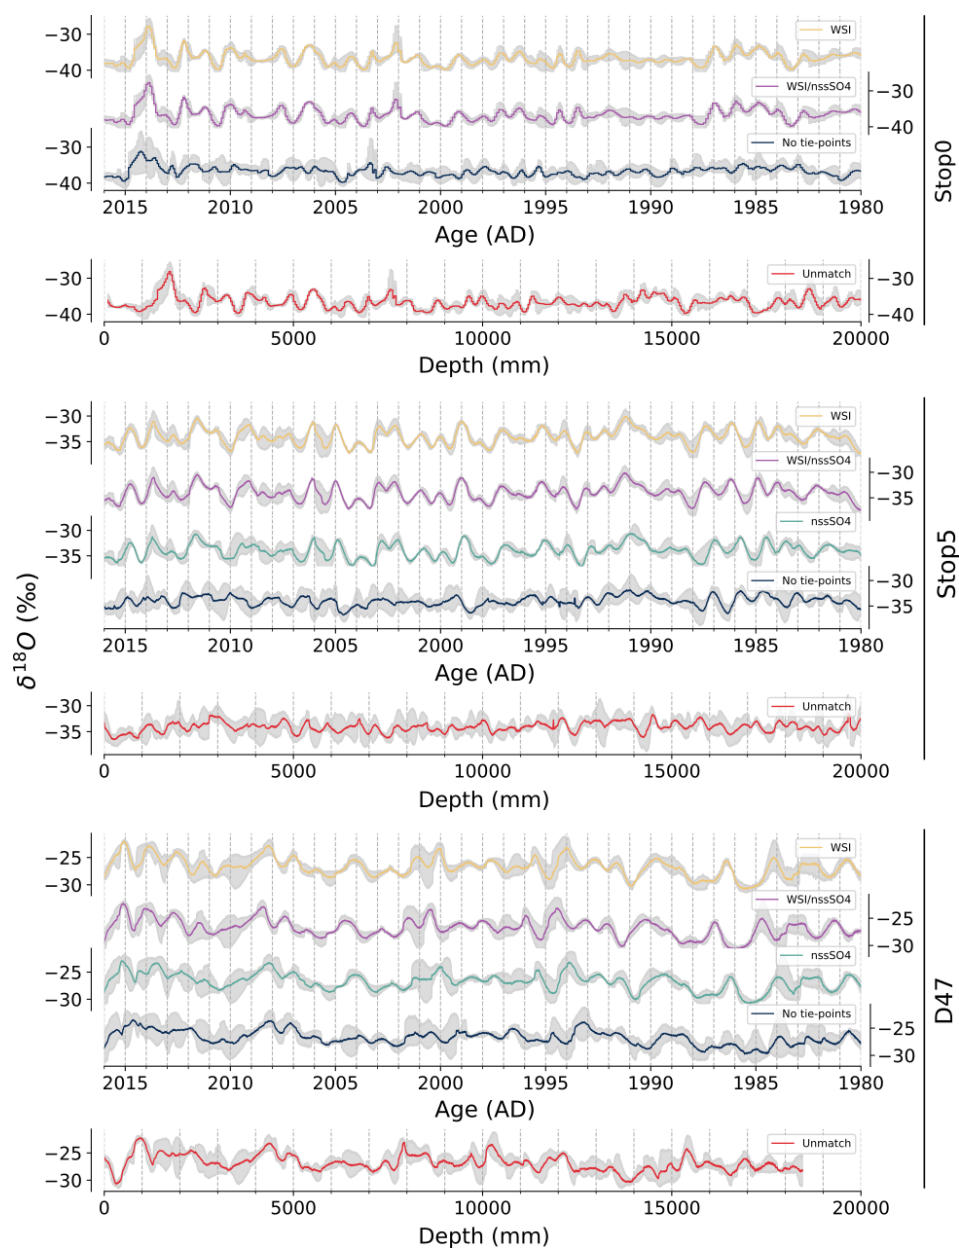 −30
−40
WSI
WSI/nssSO4
−30
−40
No tie-points
−30
−40
2015 2010 2005 2000 1995 1990 1985 1980
Age (AD)
Unmatch
−30
−40
−30
−40
0 5000 10000 15000 20000
Depth (mm)
Stop0
−30
−35
WSI
WSI/nssSO4
−30
−35
nssSO4
−30
−35
No tie-points
−30
−35
2015 2010 2005 2000 1995 1990 1985 1980
Age (AD)
Unmatch
−30
−35
0 5000 10000 15000 20000
Depth (mm)
Stop5
δ¹⁸O (‰)
−25
−30
WSI
WSI/nssSO4
−25
−30
nssSO4
−25
−30
No tie-points
−25
−30
2015 2010 2005 2000 1995 1990 1985 1980
Age (AD)
Unmatch
−25
−30
0 5000 10000 15000 20000
Depth (mm)
D47